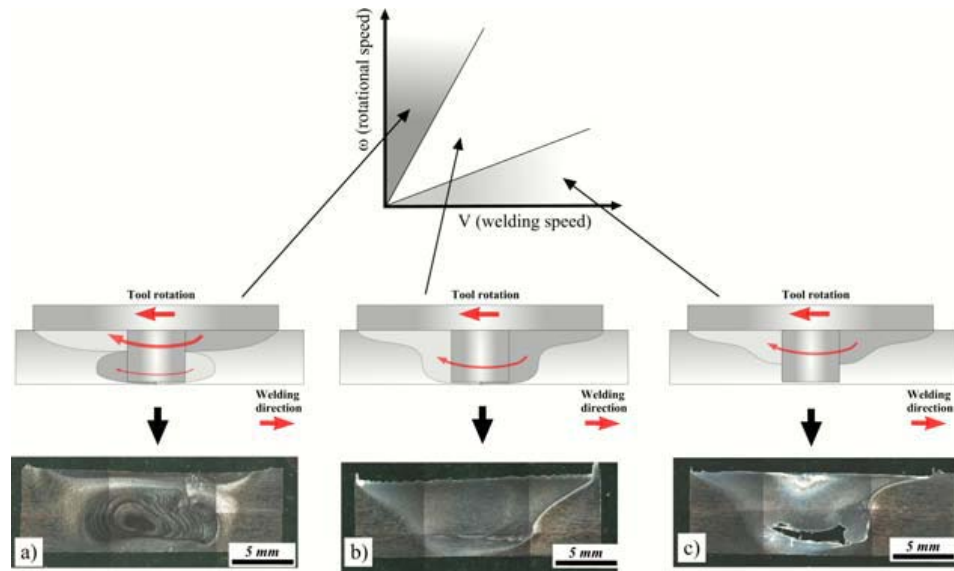 ω (rotational speed)
V (welding speed)
Tool rotation
Tool rotation
Tool rotation
Welding
direction
Welding
direction
Welding
direction
a)
5 mm
b)
5 mm
c)
5 mm